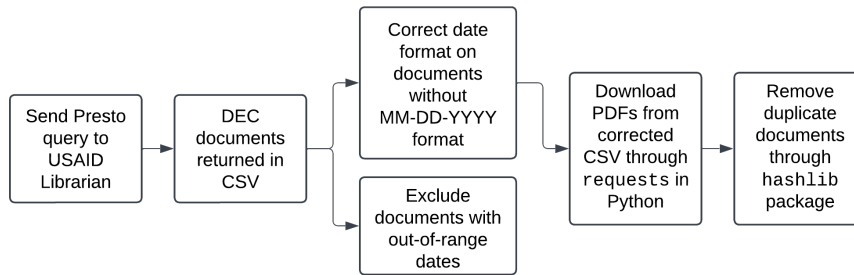 Send Presto
query to
USAID
Librarian
DEC
documents
returned in
CSV
Correct date
format on
documents
without
MM-DD-YYYY
format
Exclude
documents with
out-of-range
dates
Download
PDFs from
corrected
CSV through
requests in
Python
Remove
duplicate
documents
through
hashlib
package